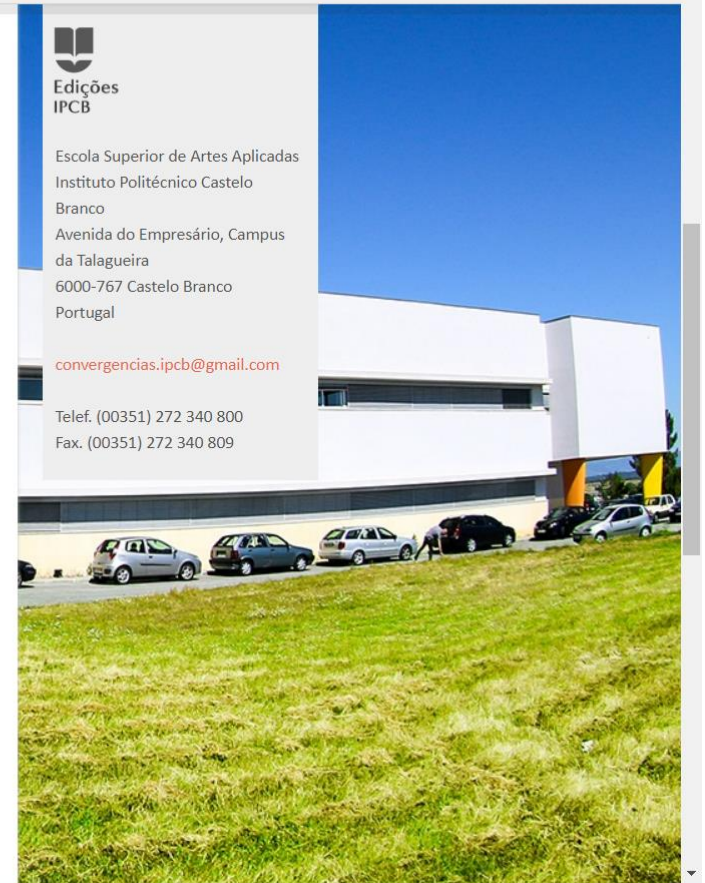 Edições
IPCB
Escola Superior de Artes Aplicadas
Instituto Politécnico Castelo
Branco
Avenida do Empresário, Campus
da Talagueira
6000-767 Castelo Branco
Portugal
convergencias.ipcb@gmail.com
Telef. (00351) 272 340 800
Fax. (00351) 272 340 809